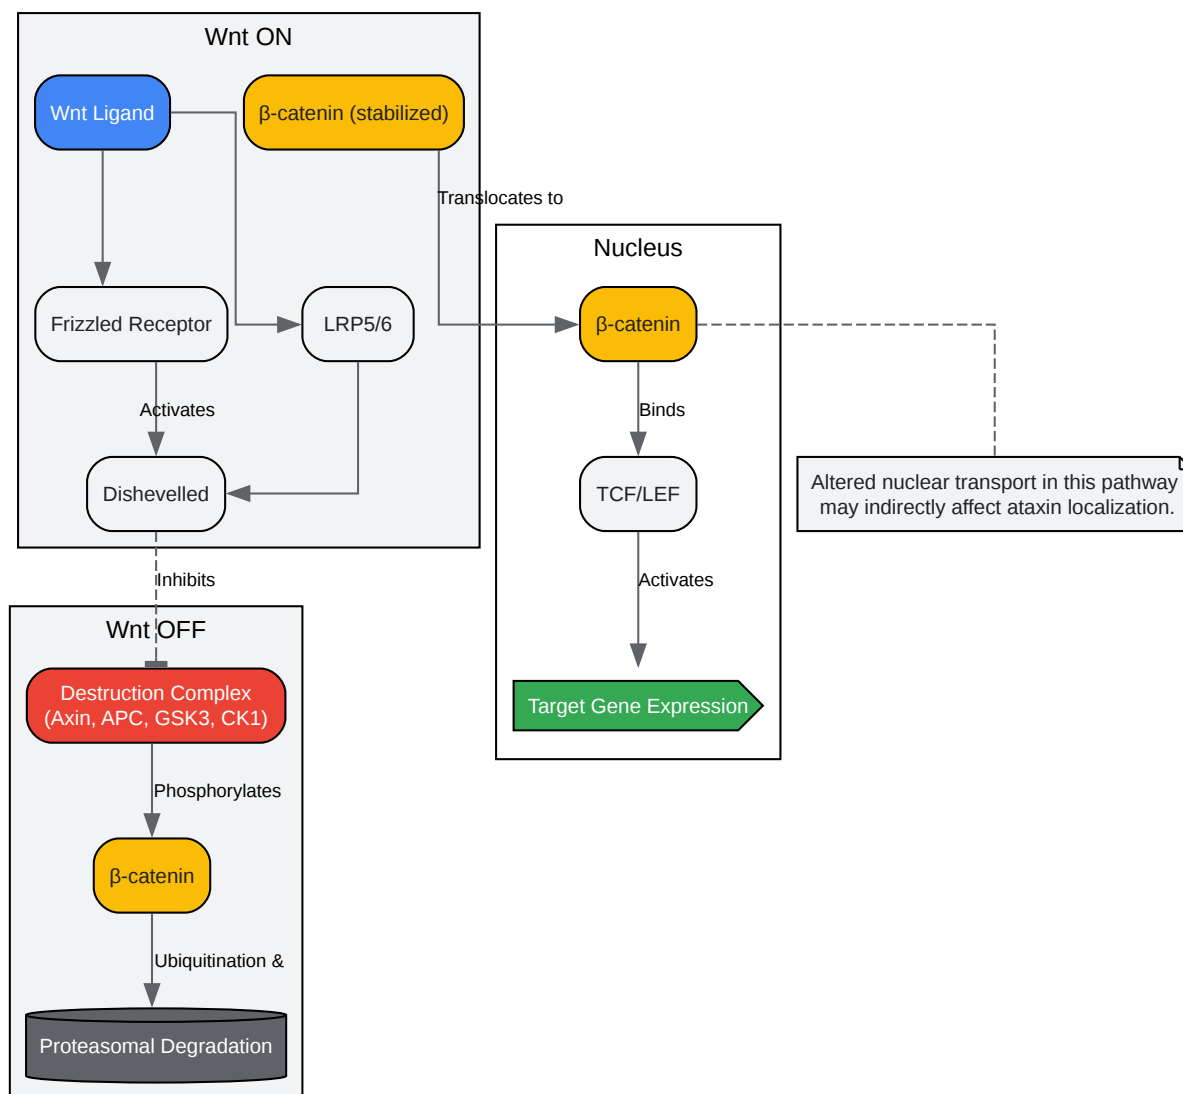 Wnt ON
Wnt Ligand
β-catenin (stabilized)
Translocates to
Frizzled Receptor
LRP5/6
Activates
Dishevelled
Inhibits
Nucleus
β-catenin
Binds
TCF/LEF
Activates
Target Gene Expression
Altered nuclear transport in this pathway
may indirectly affect ataxin localization.
Wnt OFF
Destruction Complex
(Axin, APC, GSK3, CK1)
Phosphorylates
β-catenin
Ubiquitination &
Proteasomal Degradation